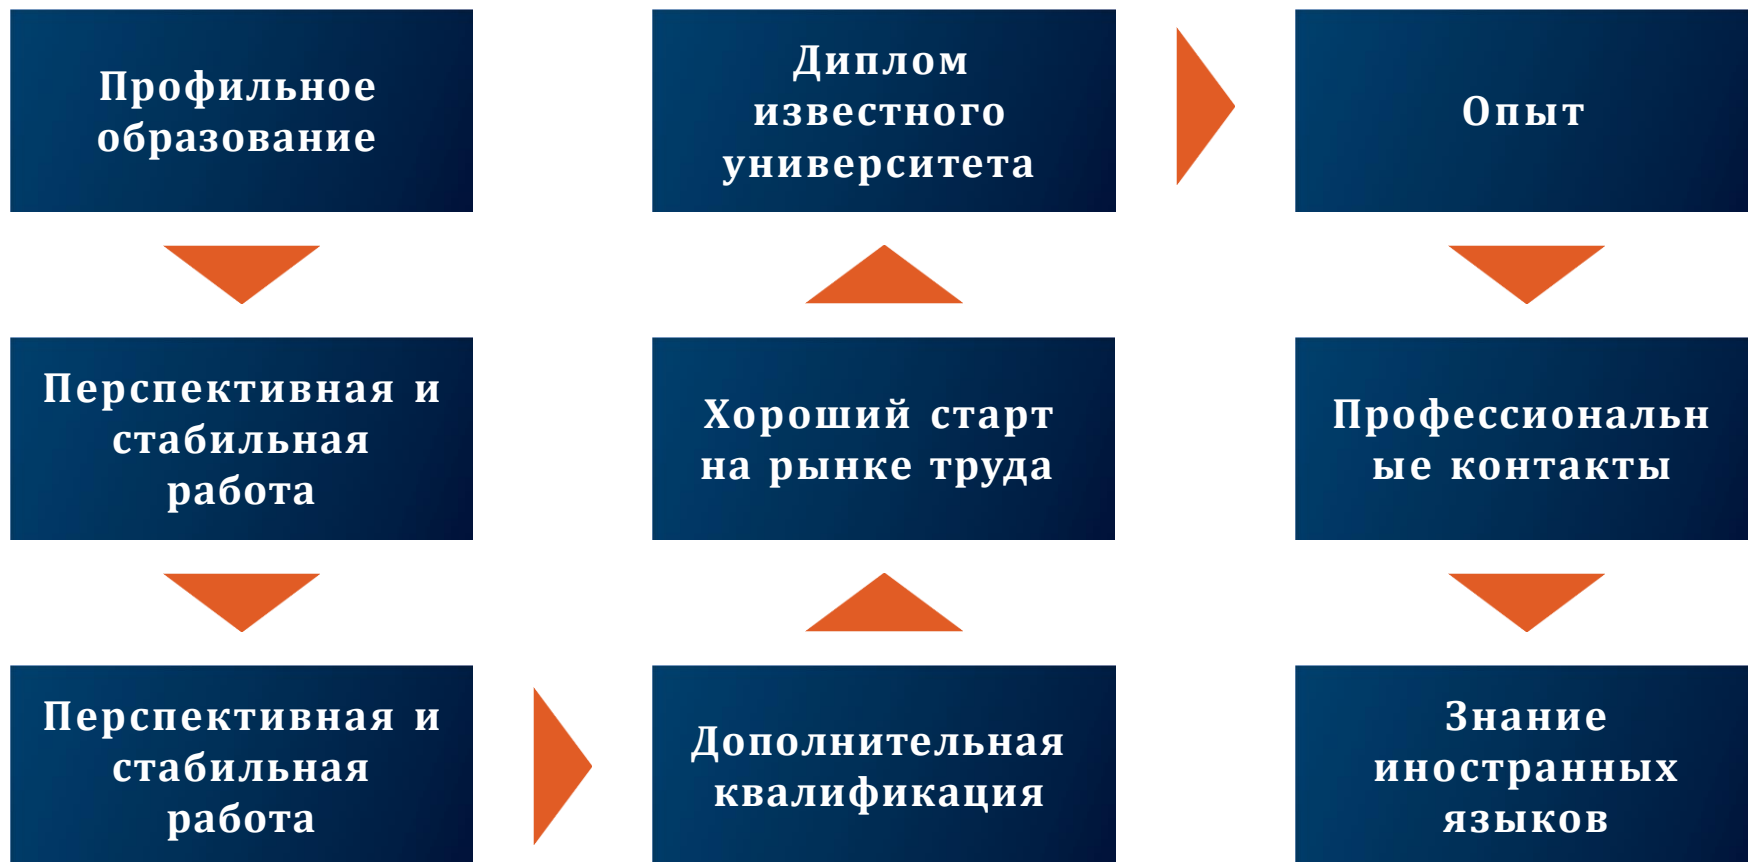 Профильное
образование
Перспективная и
стабильная
работа
Перспективная и
стабильная
работа
Дополнительная
квалификация
Хороший старт
на рынке труда
Диплом
известного
университета
Опыт
Профессиональн
ые контакты
Знание
иностранных
языков